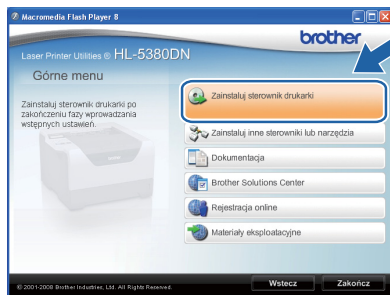 Macromedia Flash Player 8
brother
Laser Printer Utilities ® HL-5380DN
Górne menu
Zainstaluj sterownik drukarki po
zakończeniu fazy wprowadzania
wstępnych ustawień.
Zainstaluj sterownik drukarki
Zainstaluj inne sterowniki lub narzędzia
Dokumentacja
Brother Solutions Center
Rejestracja online
Materiały eksploatacyjne
© 2001-2008 Brother Industries, Ltd. All Rights Reserved.
Wstecz
Zakończ